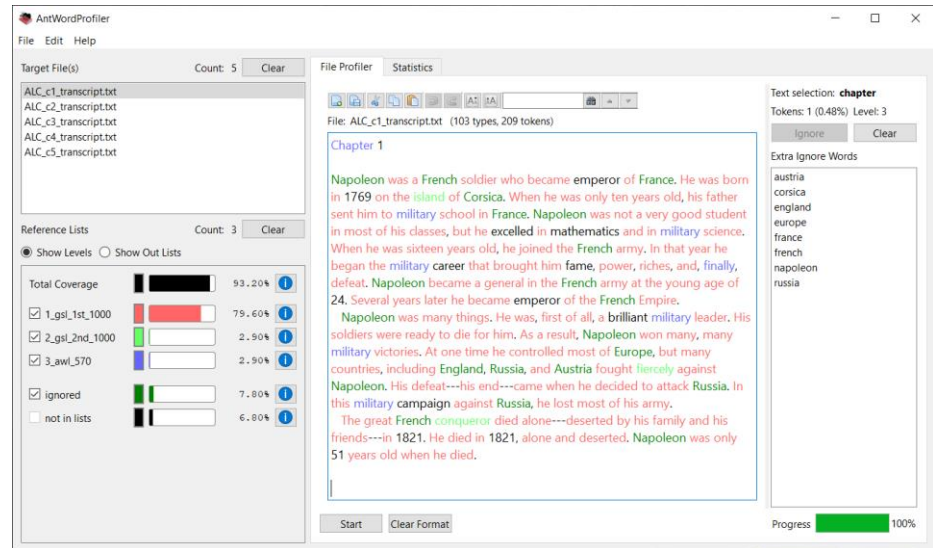 AntWordProfiler
File Edit Help
Target File(s) Count: 5 Clear
ALC_c1_transcript.txt
ALC_c2_transcript.txt
ALC_c3_transcript.txt
ALC_c4_transcript.txt
ALC_c5_transcript.txt
Reference Lists Count: 3 Clear
Show Levels Show Out Lists
Total Coverage 93.20%
1_gsl_1st_1000 79.60%
2_gsl_2nd_1000 2.90%
3_awl_570 2.90%
ignored 7.80%
not in lists 6.80%
File Profiler Statistics
File: ALC_c1_transcript.txt (103 types, 209 tokens)
Chapter 1
Napoleon was a French soldier who became emperor of France. He was born
in 1769 on the island of Corsica. When he was only ten years old, his father
sent him to military school in France. Napoleon was not a very good student
in most of his classes, but he excelled in mathematics and in military science.
When he was sixteen years old, he joined the French army. In that year he
began the military career that brought him fame, power, riches, and, finally,
defeat. Napoleon became a general in the French army at the young age of
24. Several years later he became emperor of the French Empire.
Napoleon was many things. He was, first of all, a brilliant military leader. His
soldiers were ready to die for him. As a result, Napoleon won many, many
military victories. At one time he controlled most of Europe, but many
countries, including England, Russia, and Austria fought fiercely against
Napoleon. His defeat---his end---came when he decided to attack Russia. In
this military campaign against Russia, he lost most of his army.
The great French conqueror died alone---deserted by his family and his
friends---in 1821. He died in 1821, alone and deserted. Napoleon was only
51 years old when he died.
Start Clear Format
Text selection: chapter
Tokens: 1 (0.48%) Level: 3
Ignore Clear
Extra Ignore Words
austria
corsica
england
europe
france
french
napoleon
russia
Progress 100%